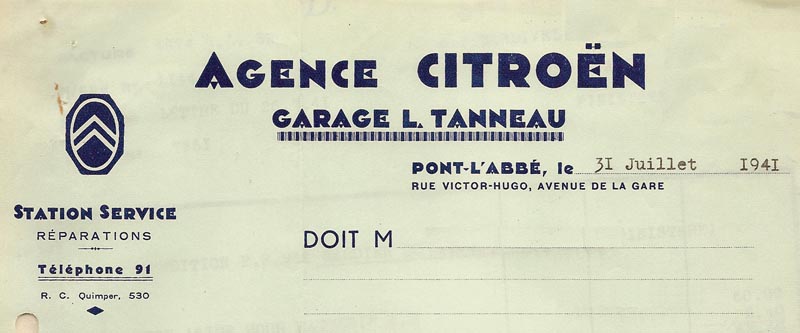 AGENCE CITROËN
GARAGE L. TANNEAU
PONT-L'ABBÉ, le 31 Juillet 1941
RUE VICTOR-HUGO, AVENUE DE LA GARE
STATION SERVICE
RÉPARATIONS
Téléphone 91
R. C. Quimper, 530
DOIT M